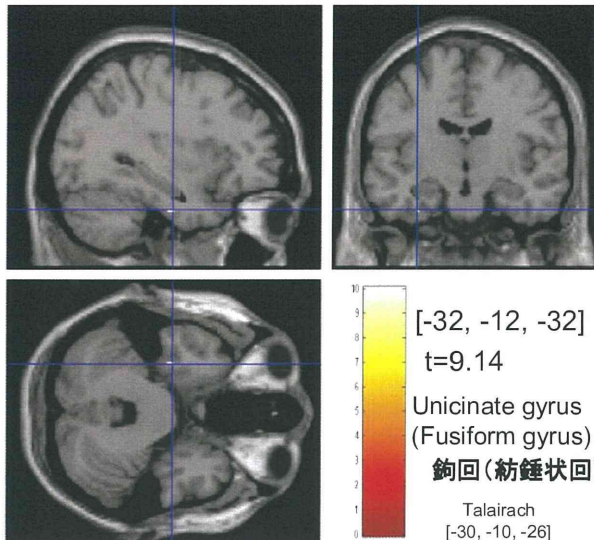 10
9
8
7
6
5
4
3
2
1
0
[-32, -12, -32]
t=9.14
Unicinate gyrus
(Fusiform gyrus)
鉤回(紡錘状回
Talairach
[-30, -10, -26]